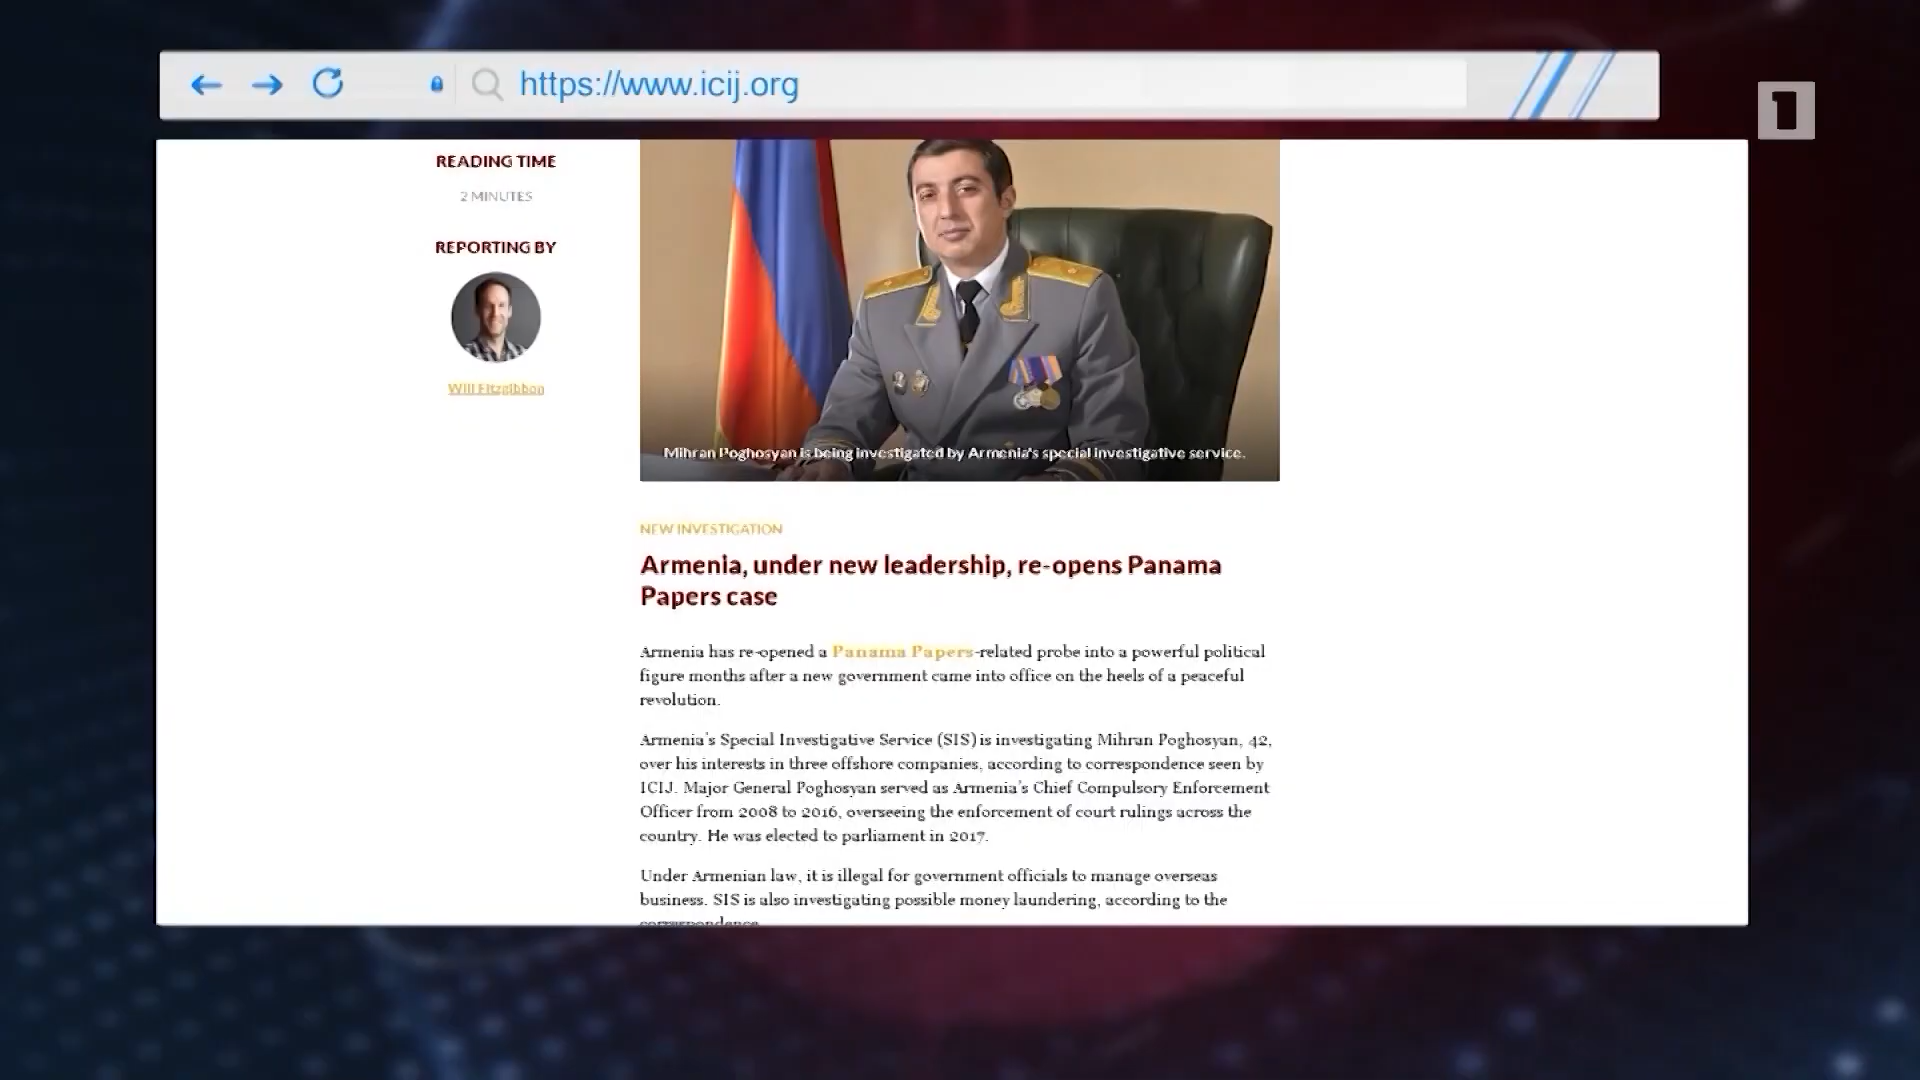 https://www.icij.org
1
READING TIME
2 MINUTES
REPORTING BY
Will Fitzgibbon
Mihran Poghosyan is being investigated by Armenia's special investigative service.
NEW INVESTIGATION
Armenia, under new leadership, re-opens Panama
Papers case
Armenia has re-opened a Panama Papers-related probe into a powerful political
figure months after a new government came into office on the heels of a peaceful
revolution.
Armenia's Special Investigative Service (SIS) is investigating Mihran Poghosyan, 42,
over his interests in three offshore companies, according to correspondence seen by
ICIJ. Major General Poghosyan served as Armenia's Chief Compulsory Enforcement
Officer from 2008 to 2016, overseeing the enforcement of court rulings across the
country. He was elected to parliament in 2017.
Under Armenian law, it is illegal for government officials to manage overseas
business. SIS is also investigating possible money laundering, according to the
correspondence.